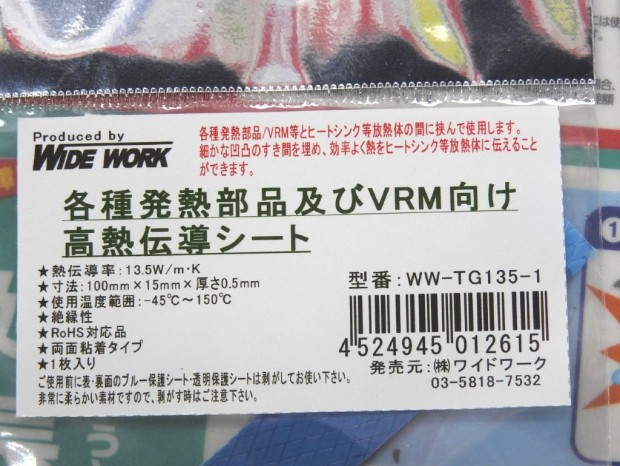 Produced by
WIDE WORK
各種発熱部品/VRM等とヒートシンク等放熱体の間に挟んで使用します。
細かな凹凸のすき間を埋め、効率よく熱をヒートシンク等放熱体に伝えること
ができます。
各種発熱部品及びVRM向け
高熱伝導シート
★熱伝導率:13.5W/m・K
★寸法:100mm×15mm×厚さ0.5mm
★使用温度範囲:-45℃～150℃
★絶縁性
★RoHS対応品
★両面粘着タイプ
★1枚入り
型番: WW-TG135-1
4524945 012615
発売元:㈱ワイドワーク
03-5818-7532
ご使用前に表・裏面のブルー保護シート・透明保護シートは剥がしてお使い下さい。
非常に柔らかい素材ですので、剥がす時はご注意下さい。